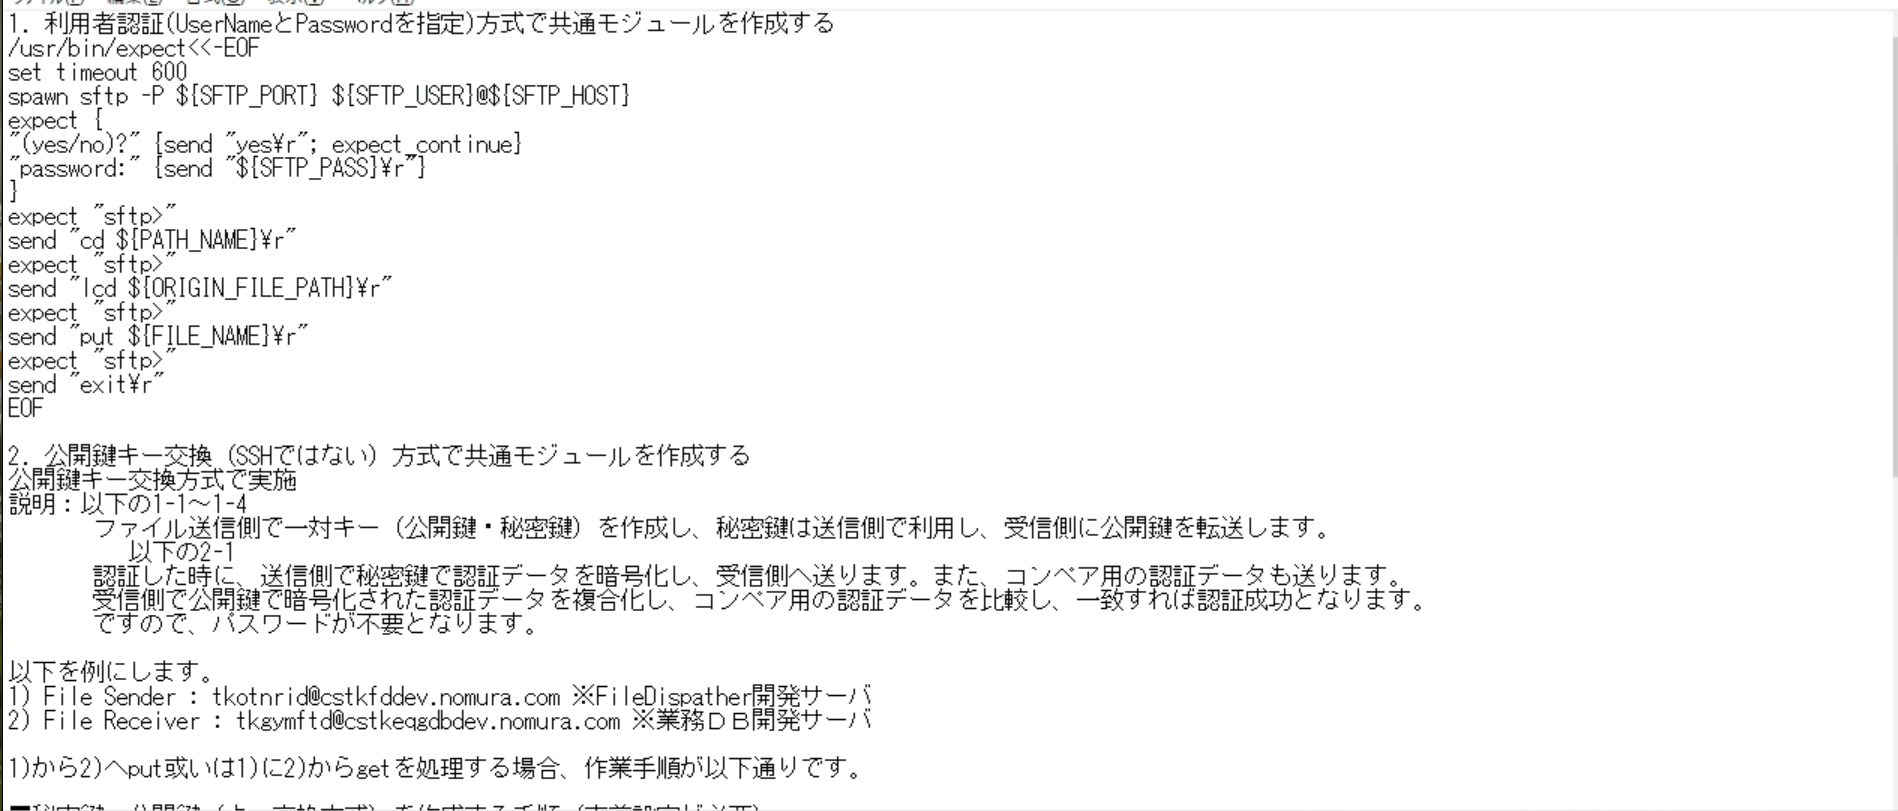 1. 利用者認証(UserNameとPasswordを指定)方式で共通モジュールを作成する
/usr/bin/expect<<-EOF
set timeout 600
spawn sftp -P ${SFTP_PORT} ${SFTP_USER}@${SFTP_HOST}
expect {
"(yes/no)?" {send "yes¥r"; expect_continue}
"password:" {send "${SFTP_PASS}¥r"}
}
expect "sftp>"
send "cd ${PATH_NAME}¥r"
expect "sftp>"
send "lcd ${ORIGIN_FILE_PATH}¥r"
expect "sftp>"
send "put ${FILE_NAME}¥r"
expect "sftp>"
send "exit¥r"
EOF
2. 公開鍵キー交換（SSHではない）方式で共通モジュールを作成する
公開鍵キー交換方式で実施
説明：以下の1-1～1-4
ファイル送信側で一対キー（公開鍵・秘密鍵）を作成し、秘密鍵は送信側で利用し、受信側に公開鍵を転送します。
以下の2-1
認証した時に、送信側で秘密鍵で認証データを暗号化し、受信側へ送ります。また、コンペア用の認証データも送ります。
受信側で公開鍵で暗号化された認証データを複合化し、コンペア用の認証データを比較し、一致すれば認証成功となります。
ですので、パスワードが不要となります。
以下を例にします。
1) File Sender : tkotnrid@cstkfddev.nomura.com ※FileDispather開発サーバ
2) File Receiver : tkgymftd@cstkeqgdbdev.nomura.com ※業務ＤＢ開発サーバ
1)から2)へput或いは1)に2)からgetを処理する場合、作業手順が以下通りです。